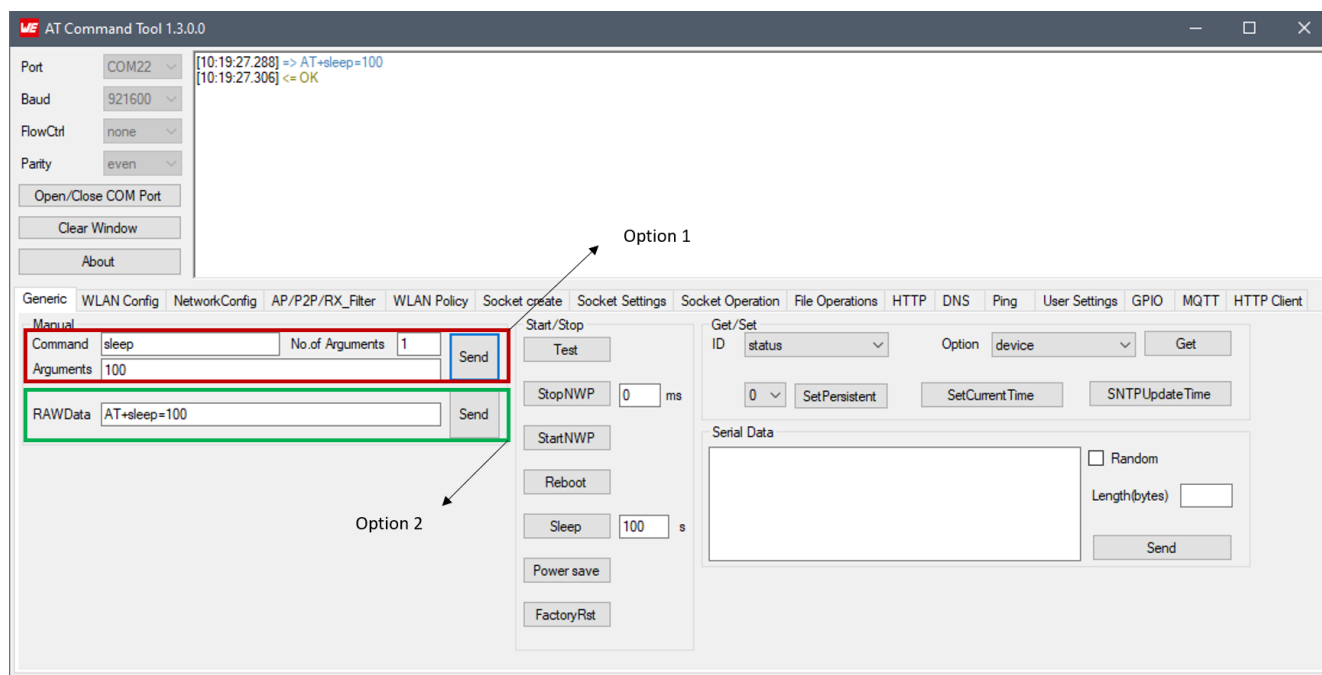 WE AT Command Tool 1.3.0.0
Port COM22
Baud 921600
FlowCtrl none
Parity even
Open/Close COM Port
Clear Window
About
[10:19:27.288] => AT+sleep=100
[10:19:27.306] <= OK
Option 1
Generic WLAN Config NetworkConfig AP/P2P/RX_Filter WLAN Policy Socket create Socket Settings Socket Operation File Operations HTTP DNS Ping User Settings GPIO MQTT HTTP Client
Manual
Command sleep No.of Arguments 1 Send
Arguments 100
RAWData AT+sleep=100 Send
Option 2
Start/Stop
Test
StopNWP 0 ms
StartNWP
Reboot
Sleep 100 s
Power save
FactoryRst
Get/Set
ID status Option device Get
0 SetPersistent SetCurrentTime SNTPUpdateTime
Serial Data
Random
Length(bytes)
Send